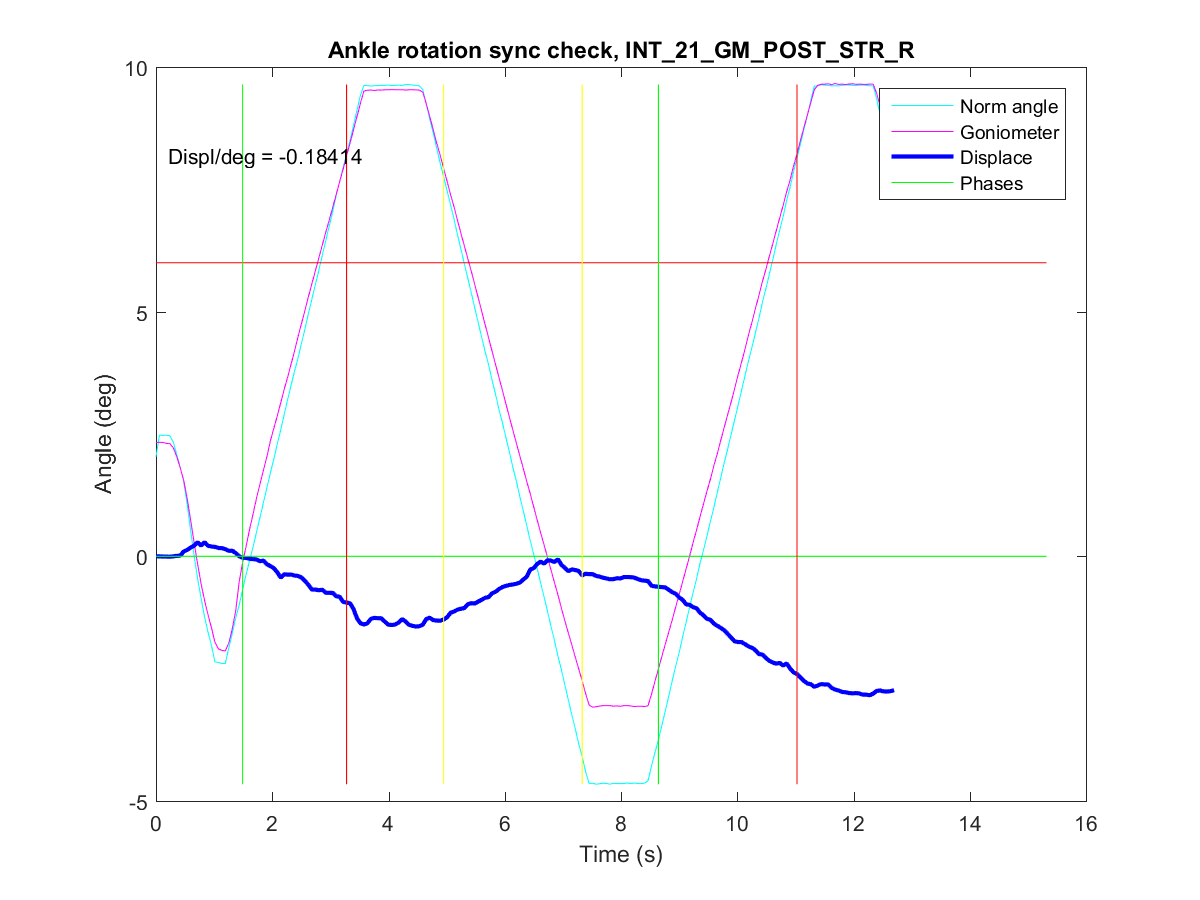 Ankle rotation sync check, INT_21_GM_POST_STR_R
10
5
0
-5
Angle (deg)
Displ/deg = -0.18414
Norm angle
Goniometer
Displace
Phases
0 2 4 6 8 10 12 14 16
Time (s)